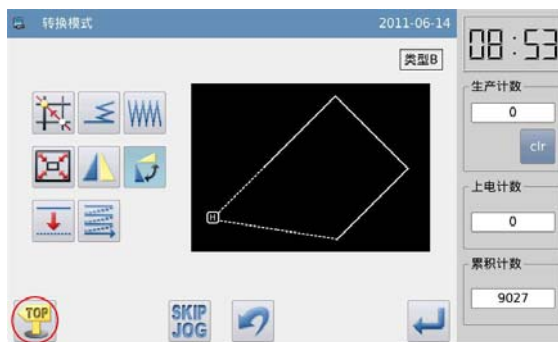 转换模式 2011-06-14
类型B
08:53
生产计数
0
clr
上电计数
0
累积计数
9027
H
TOP
SKIP
JOG